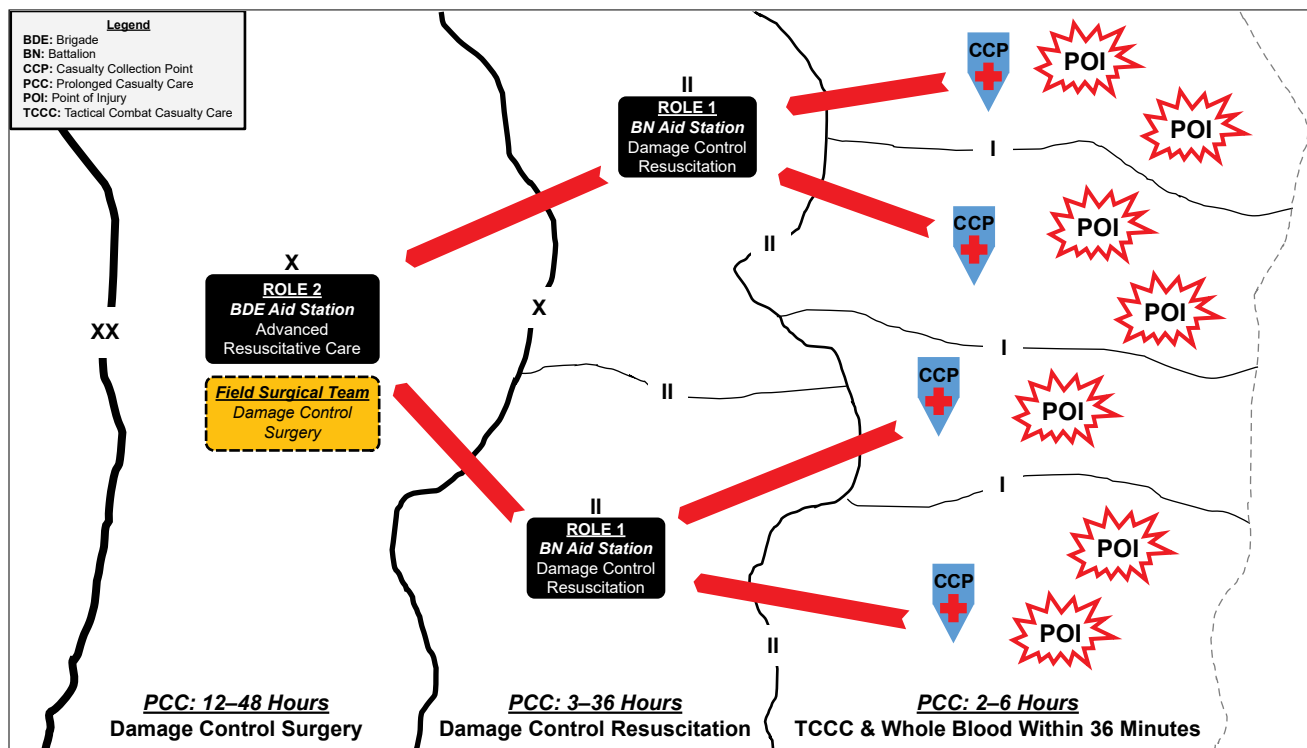 Legend
BDE: Brigade
BN: Battalion
CCP: Casualty Collection Point
PCC: Prolonged Casualty Care
POI: Point of Injury
TCCC: Tactical Combat Casualty Care
XX
X
ROLE 2
BDE Aid Station
Advanced
Resuscitative Care
Field Surgical Team
Damage Control
Surgery
X
II
ROLE 1
BN Aid Station
Damage Control
Resuscitation
II
II
ROLE 1
BN Aid Station
Damage Control
Resuscitation
II
II
CCP
POI
POI
I
CCP
POI
POI
I
CCP
POI
I
POI
CCP
POI
PCC: 12–48 Hours
Damage Control Surgery
PCC: 3–36 Hours
Damage Control Resuscitation
PCC: 2–6 Hours
TCCC & Whole Blood Within 36 Minutes